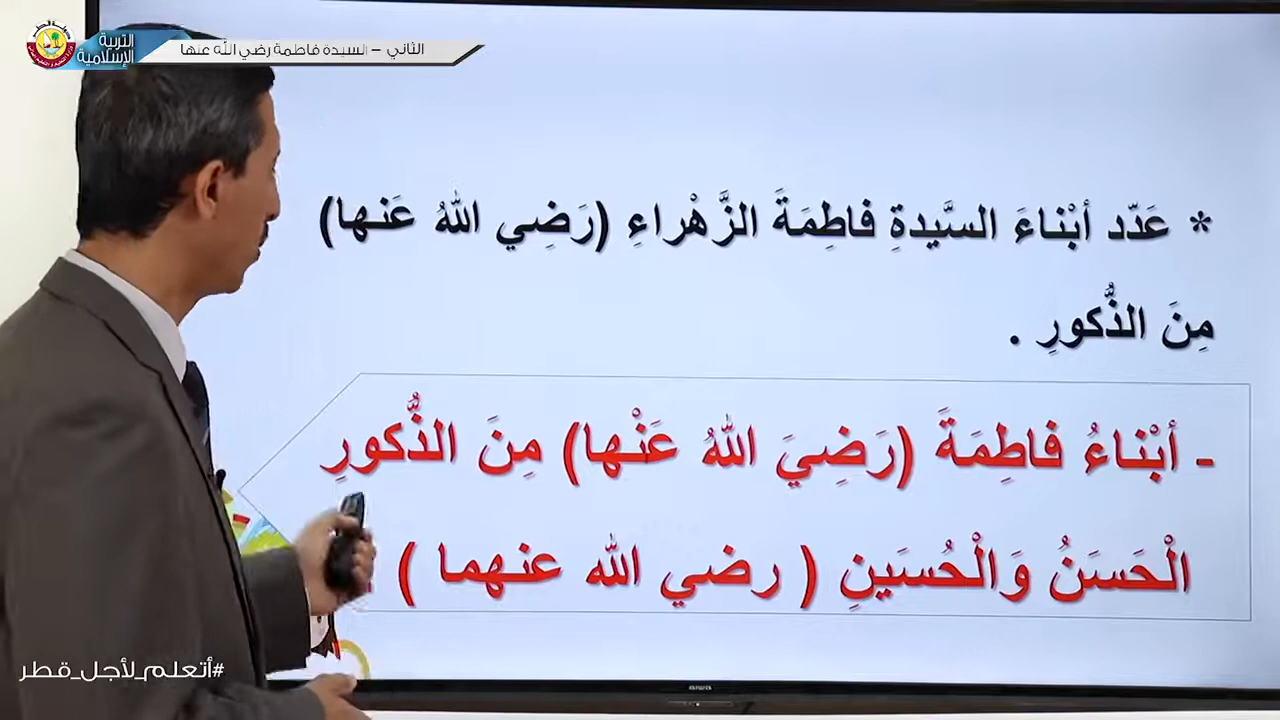 التربية
الإسلامية
الثاني – السيدة فاطمة رضي الله عنها
* عَدّد أبْناءَ السَّيدةِ فاطِمَةَ الزَّهْراءِ (رَضِي اللهُ عَنها)
مِنَ الذُّكورِ .
- أبْناءُ فاطِمَةَ (رَضِيَ اللهُ عَنْها) مِنَ الذُّكورِ
الْحَسَنُ وَالْحُسَينِ ( رضي الله عنهما )
#أتعلم_لأجل_قطر